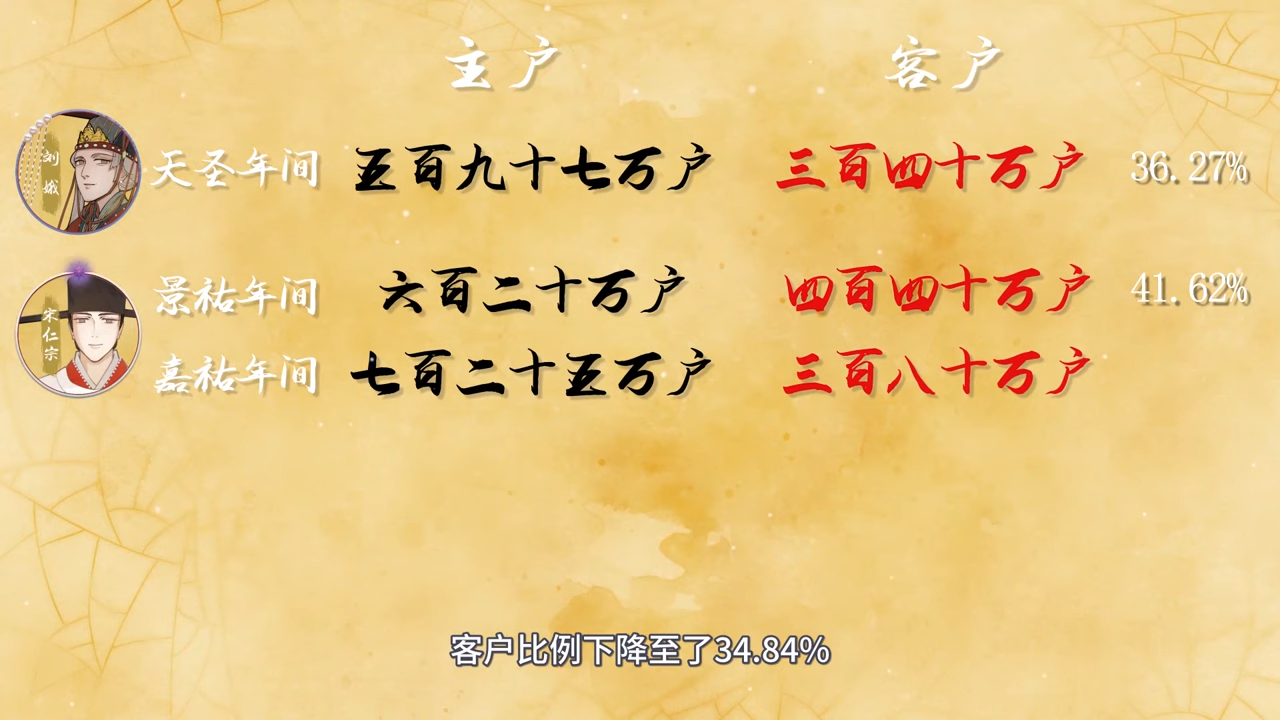 主户 客户
刘娥 天圣年间 五百九十七万户 三百四十万户 36.27%
宋仁宗 景祐年间 六百二十万户 四百四十万户 41.62%
嘉祐年间 七百二十五万户 三百八十万户
客户比例下降至了34.84%